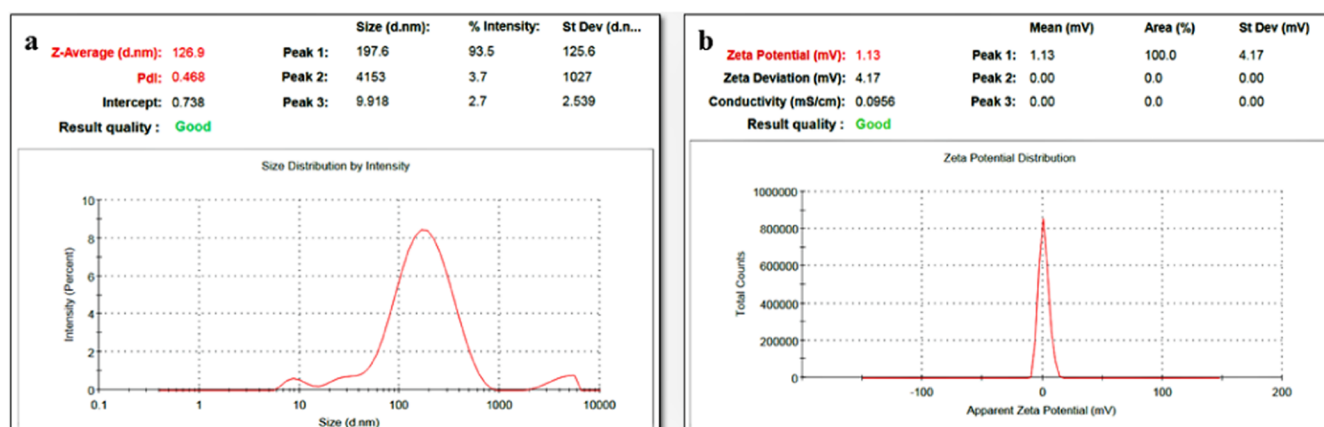 a
Size (d.nm): % Intensity: St Dev (d.n...
Z-Average (d.nm): 126.9 Peak 1: 197.6 93.5 125.6
PdI: 0.468 Peak 2: 4153 3.7 1027
Intercept: 0.738 Peak 3: 9.918 2.7 2.539
Result quality : Good
Size Distribution by Intensity
Intensity (Percent)
10
8
6
4
2
0
0.1 1 10 100 1000 10000
Size (d.nm)
b
Mean (mV) Area (%) St Dev (mV)
Zeta Potential (mV): 1.13 Peak 1: 1.13 100.0 4.17
Zeta Deviation (mV): 4.17 Peak 2: 0.00 0.0 0.00
Conductivity (mS/cm): 0.0956 Peak 3: 0.00 0.0 0.00
Result quality : Good
Zeta Potential Distribution
Total Counts
1000000
800000
600000
400000
200000
0
-100 0 100 200
Apparent Zeta Potential (mV)